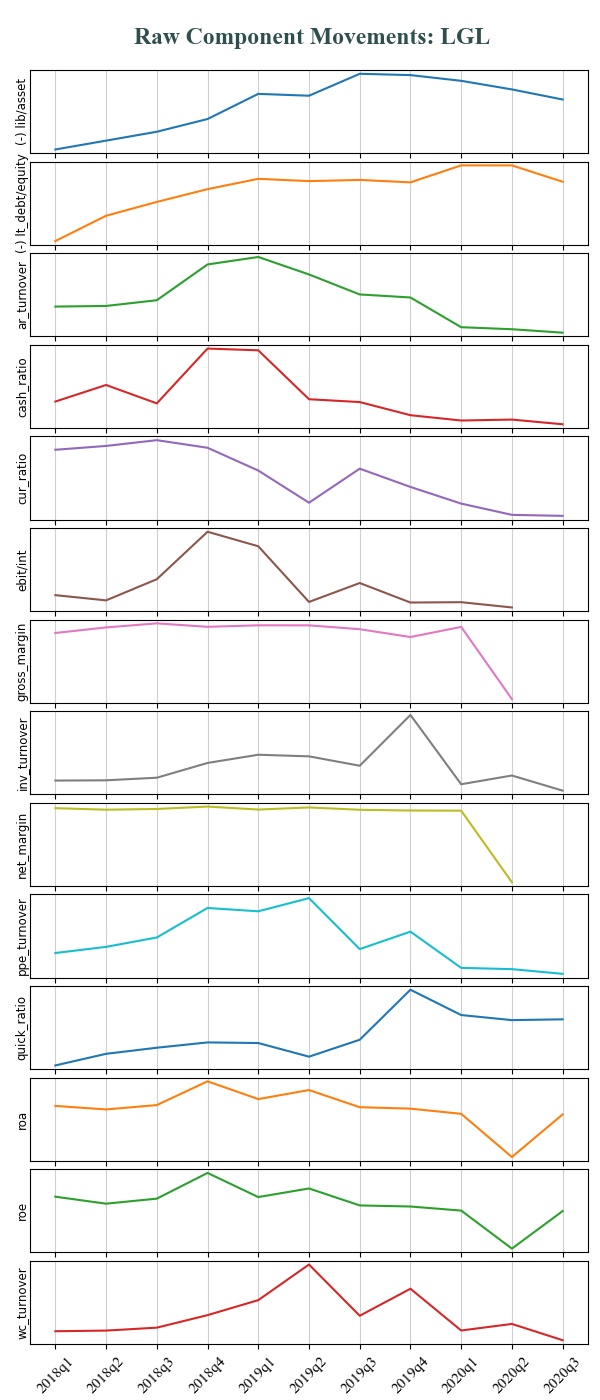 Raw Component Movements: LGL
(-) lib/asset
(-) lt_debt/equity
ar_turnover
cash_ratio
cur_ratio
ebit/int
gross_margin
inv_turnover
net_margin
ppe_turnover
quick_ratio
roa
roe
wc_turnover
2018q1
2018q2
2018q3
2018q4
2019q1
2019q2
2019q3
2019q4
2020q1
2020q2
2020q3